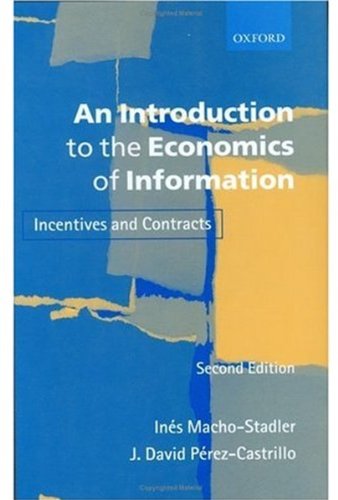 OXFORD
An Introduction
to the Economics
of Information
Incentives and Contracts
Second Edition
Inés Macho-Stadler
J. David Pérez-Castrillo